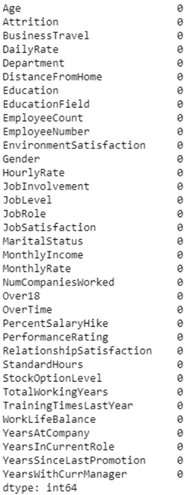 Age 0
Attrition 0
BusinessTravel 0
DailyRate 0
Department 0
DistanceFromHome 0
Education 0
EducationField 0
EmployeeCount 0
EmployeeNumber 0
EnvironmentSatisfaction 0
Gender 0
HourlyRate 0
JobInvolvement 0
JobLevel 0
JobRole 0
JobSatisfaction 0
MaritalStatus 0
MonthlyIncome 0
MonthlyRate 0
NumCompaniesWorked 0
Over18 0
OverTime 0
PercentSalaryHike 0
PerformanceRating 0
RelationshipSatisfaction 0
StandardHours 0
StockOptionLevel 0
TotalWorkingYears 0
TrainingTimesLastYear 0
WorkLifeBalance 0
YearsAtCompany 0
YearsInCurrentRole 0
YearsSinceLastPromotion 0
YearsWithCurrManager 0
dtype: int64